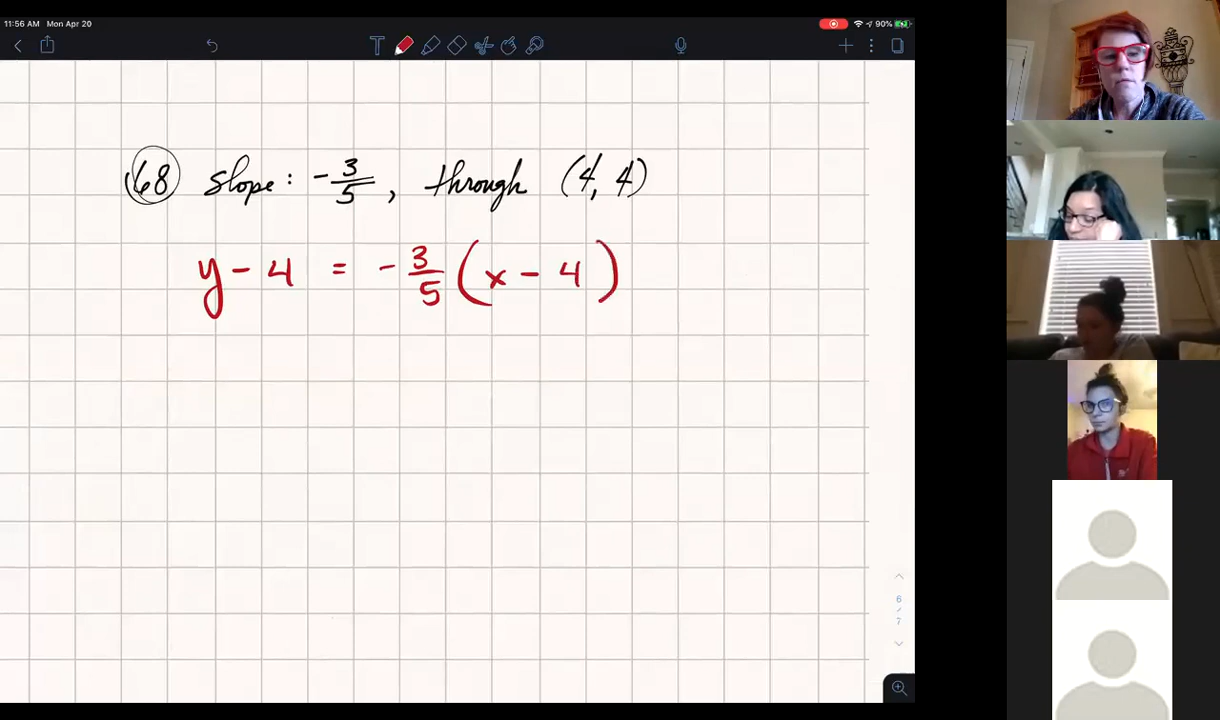 11:56 AM Mon Apr 20
90%
T
68 slope: -3/5, through (4, 4)
y - 4 = -3/5 (x - 4)
6
/
7